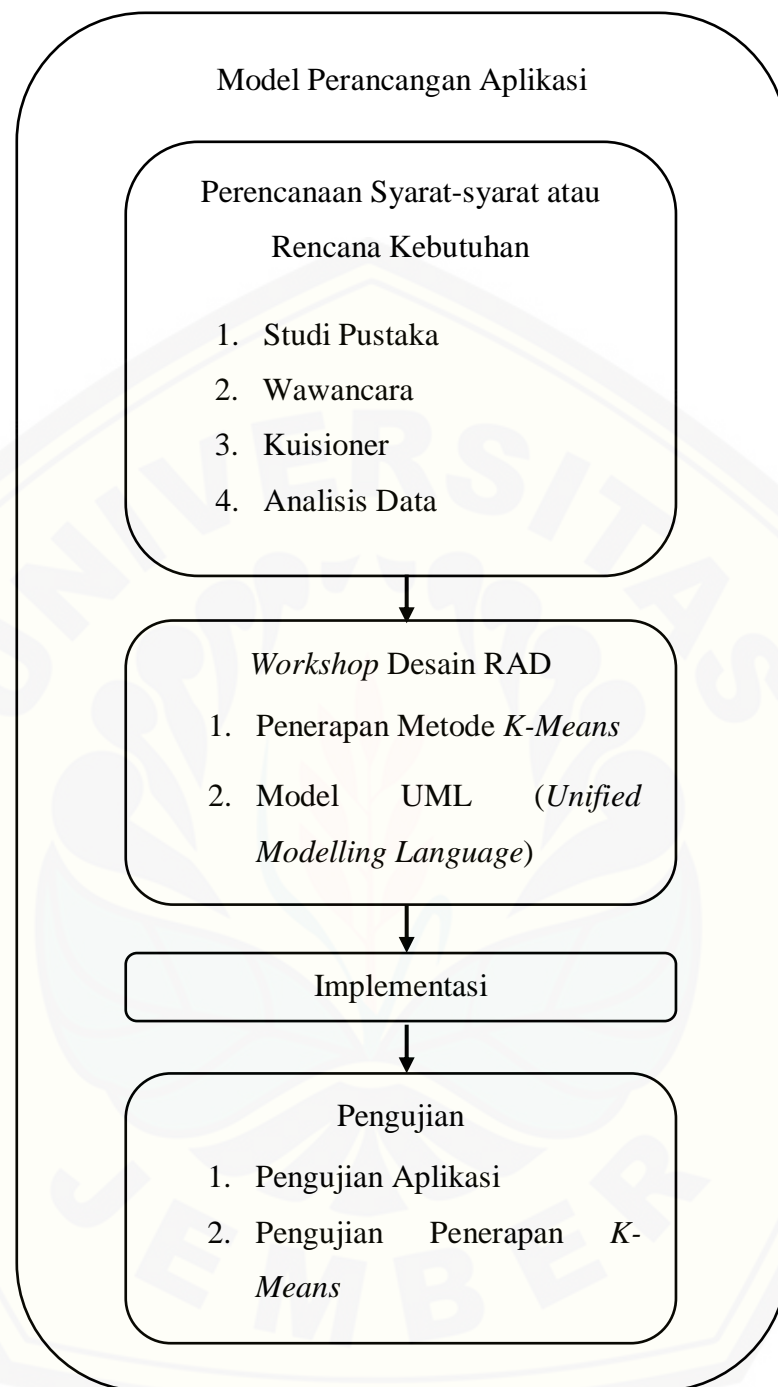 Model Perancangan Aplikasi
Perencanaan Syarat-syarat atau
Rencana Kebutuhan
1. Studi Pustaka
2. Wawancara
3. Kuisioner
4. Analisis Data
Workshop Desain RAD
1. Penerapan Metode K-Means
2. Model UML (Unified
Modelling Language)
Implementasi
Pengujian
1. Pengujian Aplikasi
2. Pengujian Penerapan K-
Means
UNIVERSITAS
JEMBER